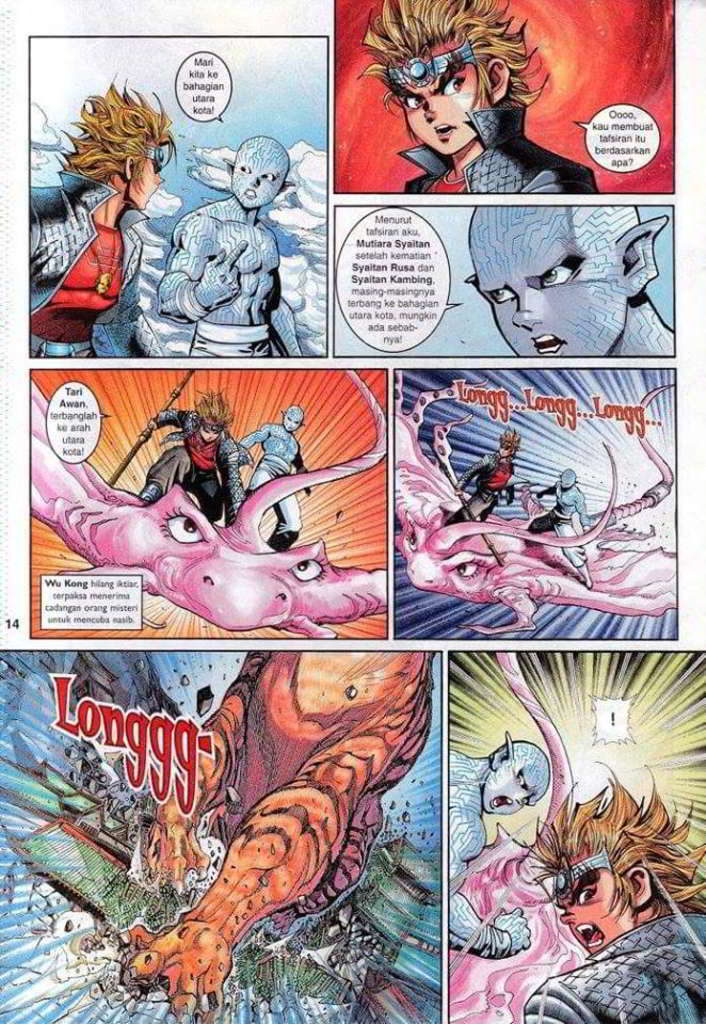 Mari
kita ke
bahagian
utara
kota!
Oooo,
kau membuat
tafsiran itu
berdasarkan
apa?
Menurut
tafsiran aku,
Mutiara Syaitan
setelah kematian
Syaitan Rusa dan
Syaitan Kambing,
masing-masingnya
terbang ke bahagian
utara kota, mungkin
ada sebab-
nya!
Tari
Awan,
terbanglah
ke arah
utara
kota!
Wu Kong hilang iktiar,
terpaksa menerima
cadangan orang misteri
untuk mencuba nasib.
Longg...Longg...Longg...
14
Longgg-
!